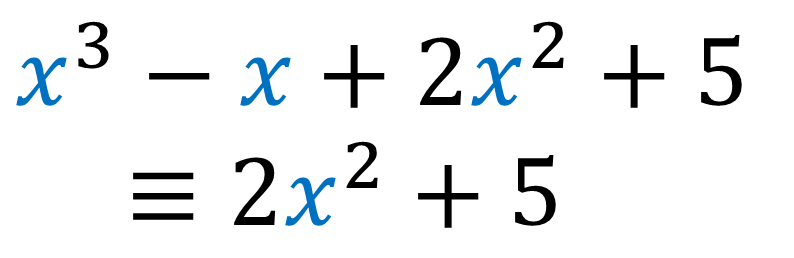 x³ − x + 2x² + 5
≡ 2x² + 5